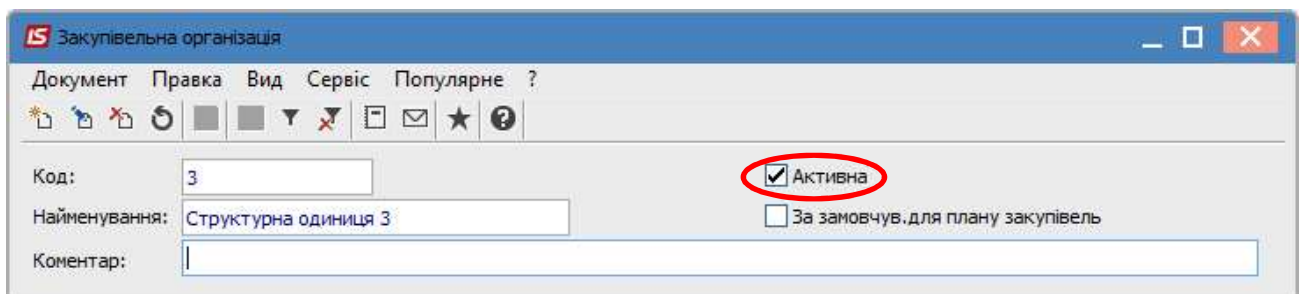 IS Закупівельна організація
Документ Правка Вид Сервіс Популярне ?
Код: 3 Активна
Найменування: Структурна одиниця 3 За замовчув.для плану закупівель
Коментар: